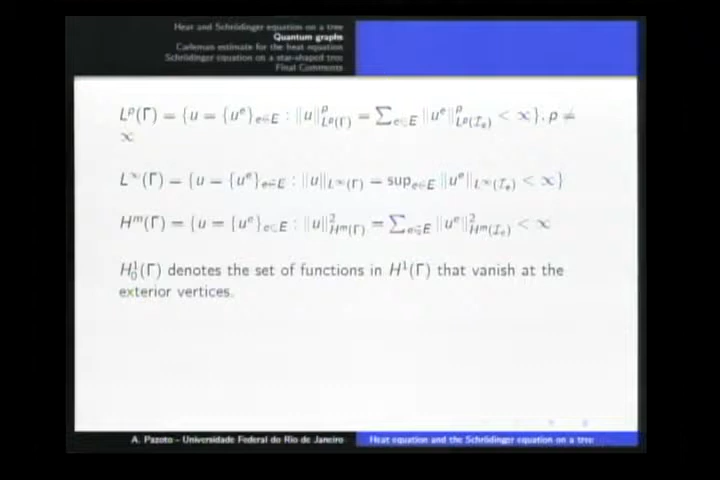 Heat and Schrödinger equation on a tree
Quantum graphs
Carleman estimate for the heat equation
Schrödinger equation on a star-shaped tree
Final Comments
L^p(Γ) = {u = {u^e}_{e∈E} : ‖u‖^p_{L^p(Γ)} = ∑_{e∈E} ‖u^e‖^p_{L^p(I_e)} < ∞}, p ≠
∞
L^∞(Γ) = {u = {u^e}_{e∈E} : ‖u‖_{L^∞(Γ)} = sup_{e∈E} ‖u^e‖_{L^∞(I_e)} < ∞}
H^m(Γ) = {u = {u^e}_{e∈E} : ‖u‖^2_{H^m(Γ)} = ∑_{e∈E} ‖u^e‖^2_{H^m(I_e)} < ∞
H^1_0(Γ) denotes the set of functions in H^1(Γ) that vanish at the
exterior vertices.
A. Pazoto – Universidade Federal do Rio de Janeiro
Heat equation and the Schrödinger equation on a tree